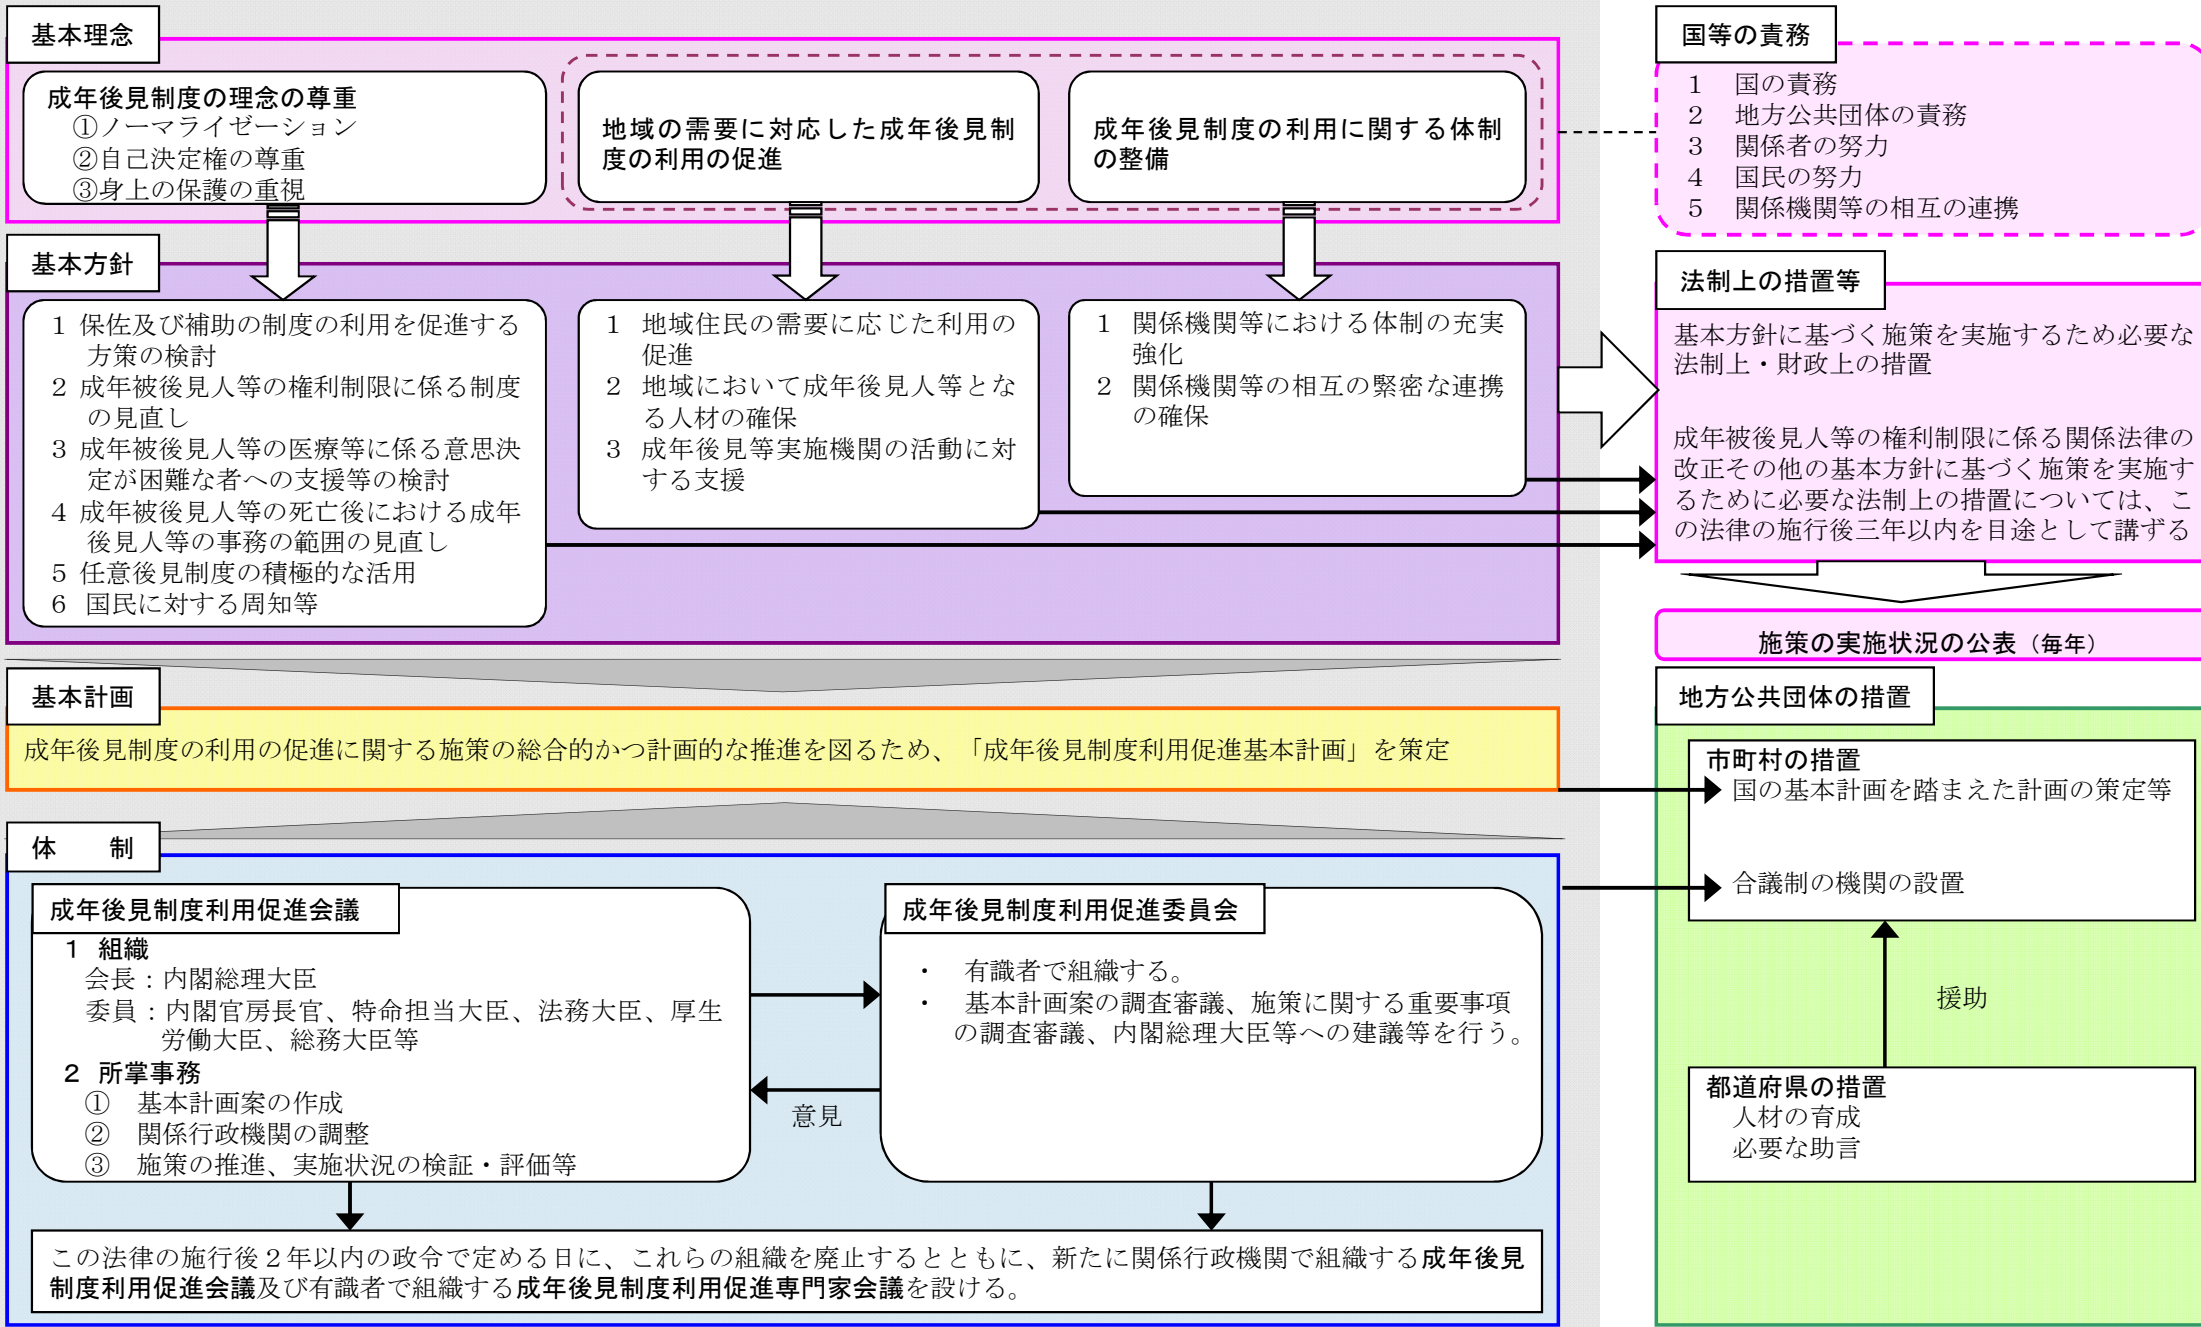 基本理念
成年後見制度の理念の尊重
①ノーマライゼーション
②自己決定権の尊重
③身上の保護の重視
地域の需要に対応した成年後見制
度の利用の促進
成年後見制度の利用に関する体制
の整備
国等の責務
1 国の責務
2 地方公共団体の責務
3 関係者の努力
4 国民の努力
5 関係機関等の相互の連携
基本方針
1 保佐及び補助の制度の利用を促進する
方策の検討
2 成年被後見人等の権利制限に係る制度
の見直し
3 成年被後見人等の医療等に係る意思決
定が困難な者への支援等の検討
4 成年被後見人等の死亡後における成年
後見人等の事務の範囲の見直し
5 任意後見制度の積極的な活用
6 国民に対する周知等
1 地域住民の需要に応じた利用の
促進
2 地域において成年後見人等とな
る人材の確保
3 成年後見等実施機関の活動に対
する支援
1 関係機関等における体制の充実
強化
2 関係機関等の相互の緊密な連携
の確保
法制上の措置等
基本方針に基づく施策を実施するため必要な
法制上・財政上の措置
成年被後見人等の権利制限に係る関係法律の
改正その他の基本方針に基づく施策を実施す
るために必要な法制上の措置については、こ
の法律の施行後三年以内を目途として講ずる
施策の実施状況の公表（毎年）
基本計画
成年後見制度の利用の促進に関する施策の総合的かつ計画的な推進を図るため、「成年後見制度利用促進基本計画」を策定
地方公共団体の措置
市町村の措置
国の基本計画を踏まえた計画の策定等
合議制の機関の設置
援助
都道府県の措置
人材の育成
必要な助言
体 制
成年後見制度利用促進会議
1 組織
会長：内閣総理大臣
委員：内閣官房長官、特命担当大臣、法務大臣、厚生
労働大臣、総務大臣等
2 所掌事務
① 基本計画案の作成
② 関係行政機関の調整
③ 施策の推進、実施状況の検証・評価等
意見
成年後見制度利用促進委員会
・ 有識者で組織する。
・ 基本計画案の調査審議、施策に関する重要事項
の調査審議、内閣総理大臣等への建議等を行う。
この法律の施行後２年以内の政令で定める日に、これらの組織を廃止するとともに、新たに関係行政機関で組織する成年後見
制度利用促進会議及び有識者で組織する成年後見制度利用促進専門家会議を設ける。